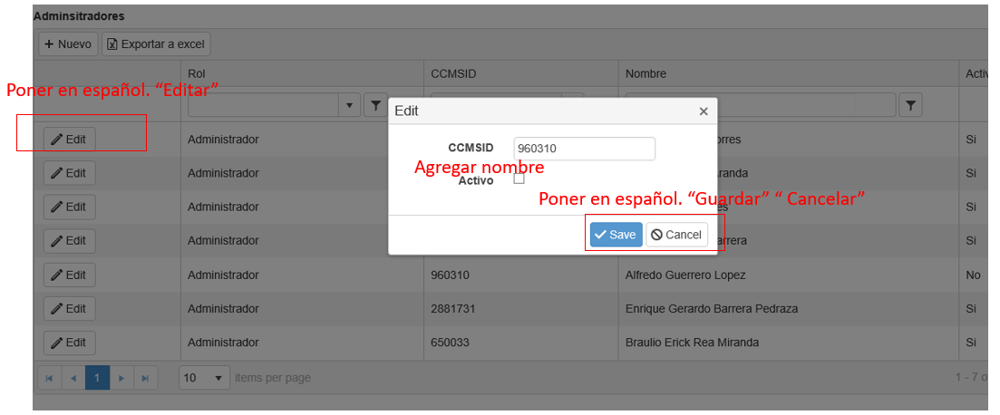 Adminsitradores
Nuevo Exportar a excel
Rol CCMSID Nombre Activ
Poner en español. “Editar”
Edit
Edit Administrador orres Si
CCMSID 960310
Agregar nombre
Edit Administrador randa Si
Activo
Poner en español. “Guardar” “ Cancelar”
Edit Administrador es Si
Save Cancel
Edit Administrador arrera Si
Edit Administrador 960310 Alfredo Guerrero Lopez No
Edit Administrador 2881731 Enrique Gerardo Barrera Pedraza Si
Edit Administrador 650033 Braulio Erick Rea Miranda Si
1 10 items per page 1 - 7 o